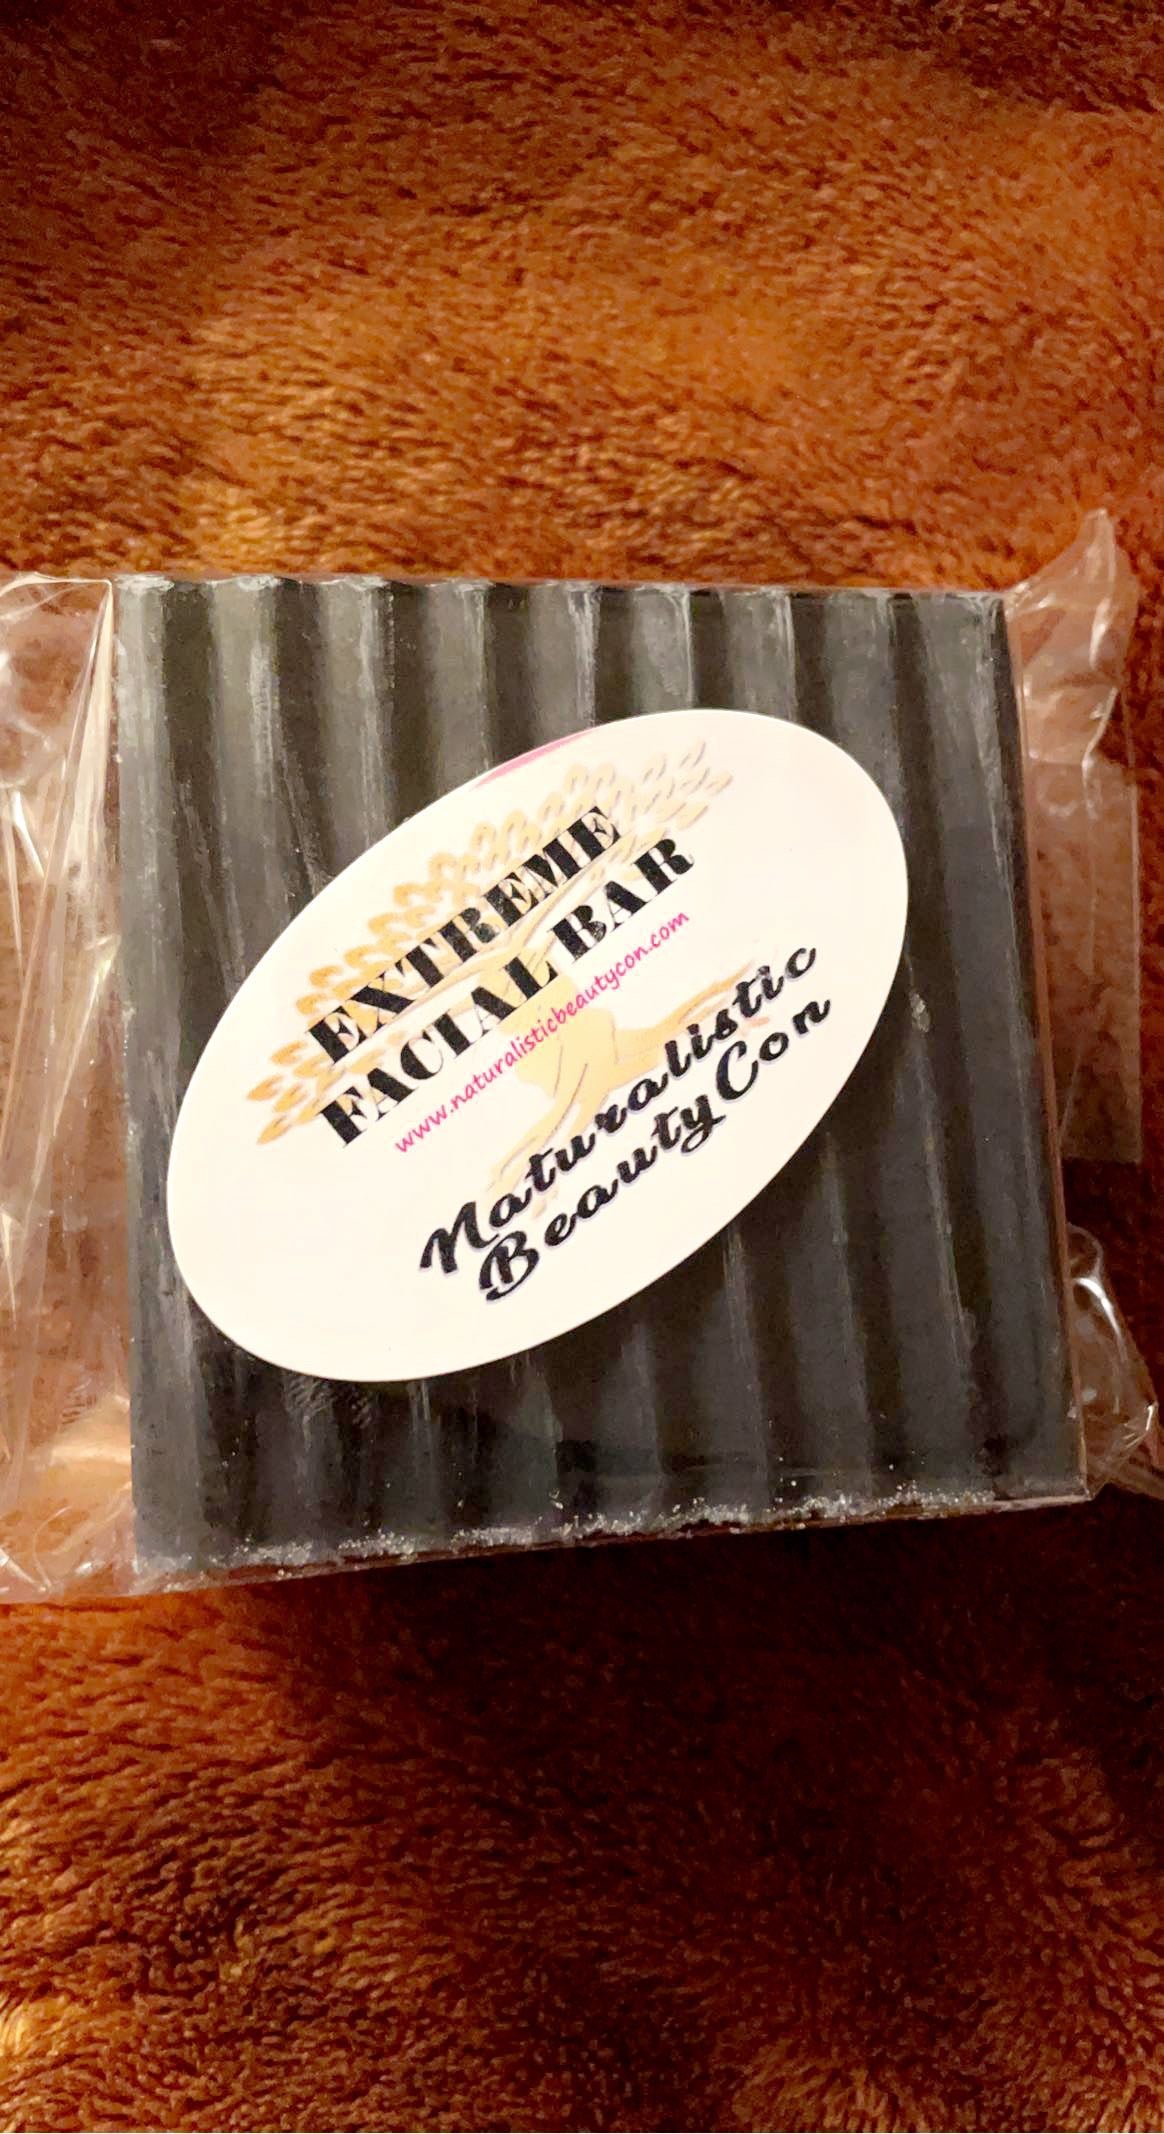 EXTREME
FACIAL BAR
www.naturalisticbeautycon.com
Naturalistic
BeautyCon